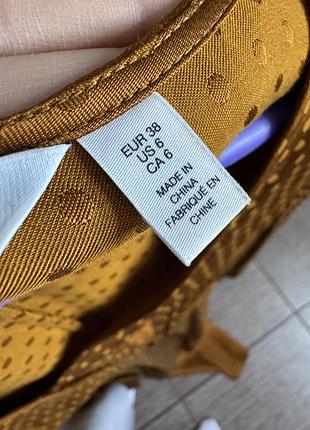 EUR 38
US 6
CA 6
MADE IN
CHINA
FABRIQUÉ EN
CHINE